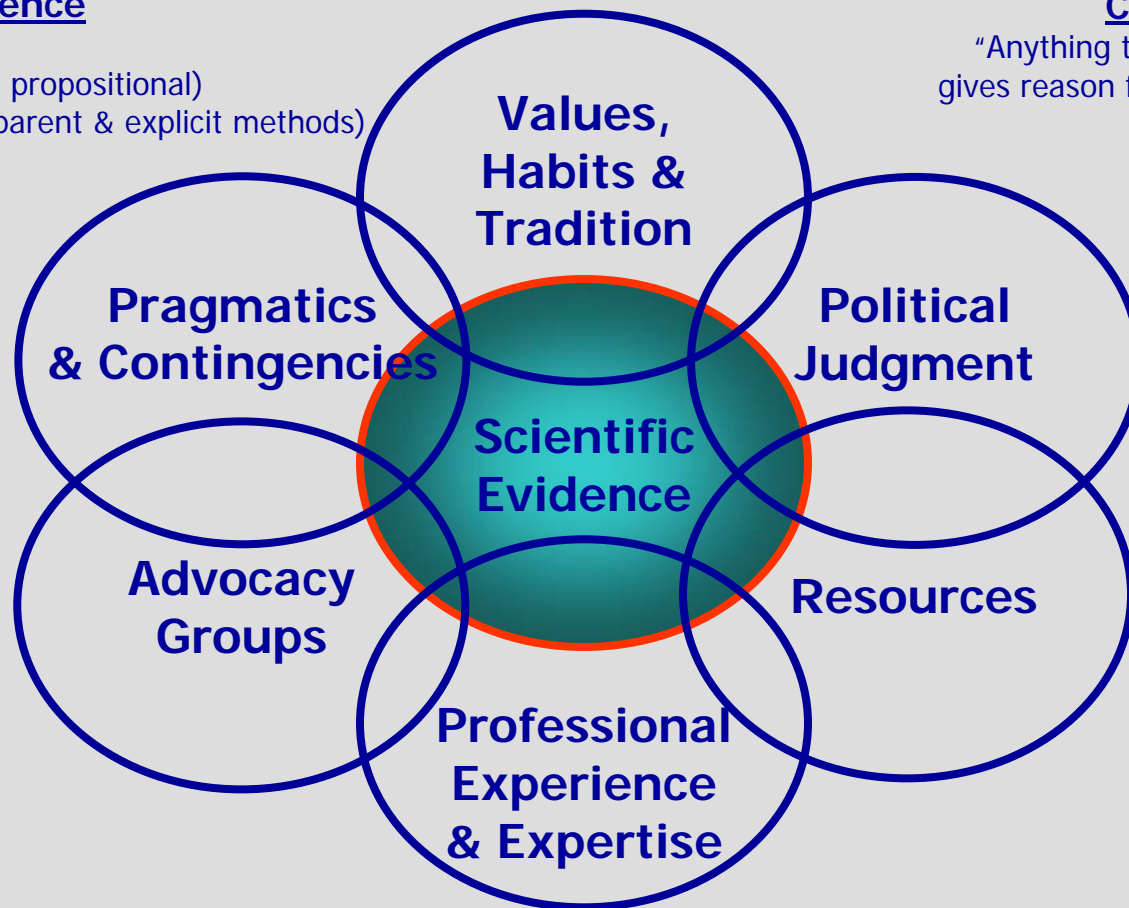 ence
propositional)
parent & explicit methods)
C
“Anything t
gives reason f
Values,
Habits &
Tradition
Pragmatics
& Contingencies
Political
Judgment
Scientific
Evidence
Advocacy
Groups
Resources
Professional
Experience
& Expertise